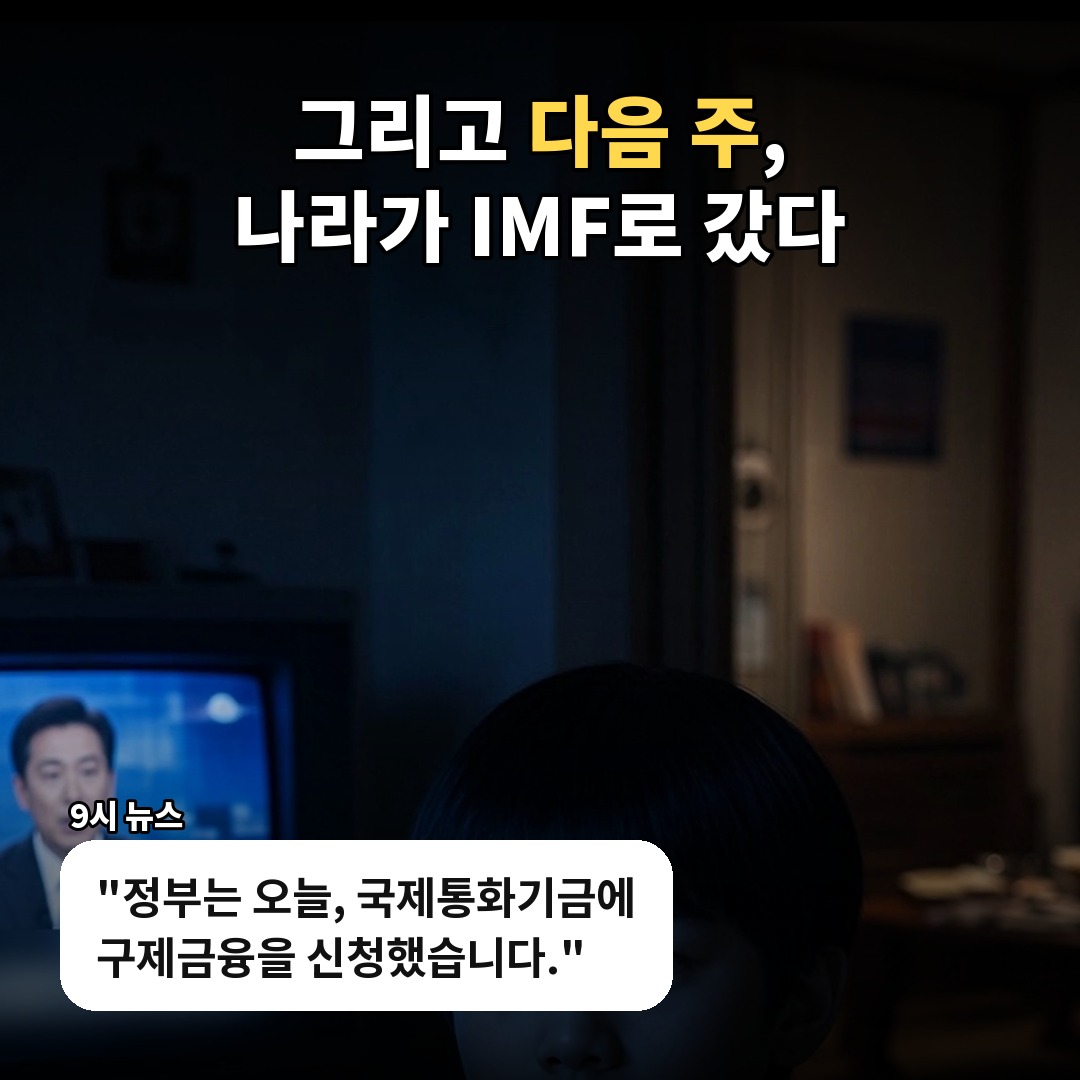 그리고 다음 주,
나라가 IMF로 갔다
9시 뉴스
"정부는 오늘, 국제통화기금에
구제금융을 신청했습니다."